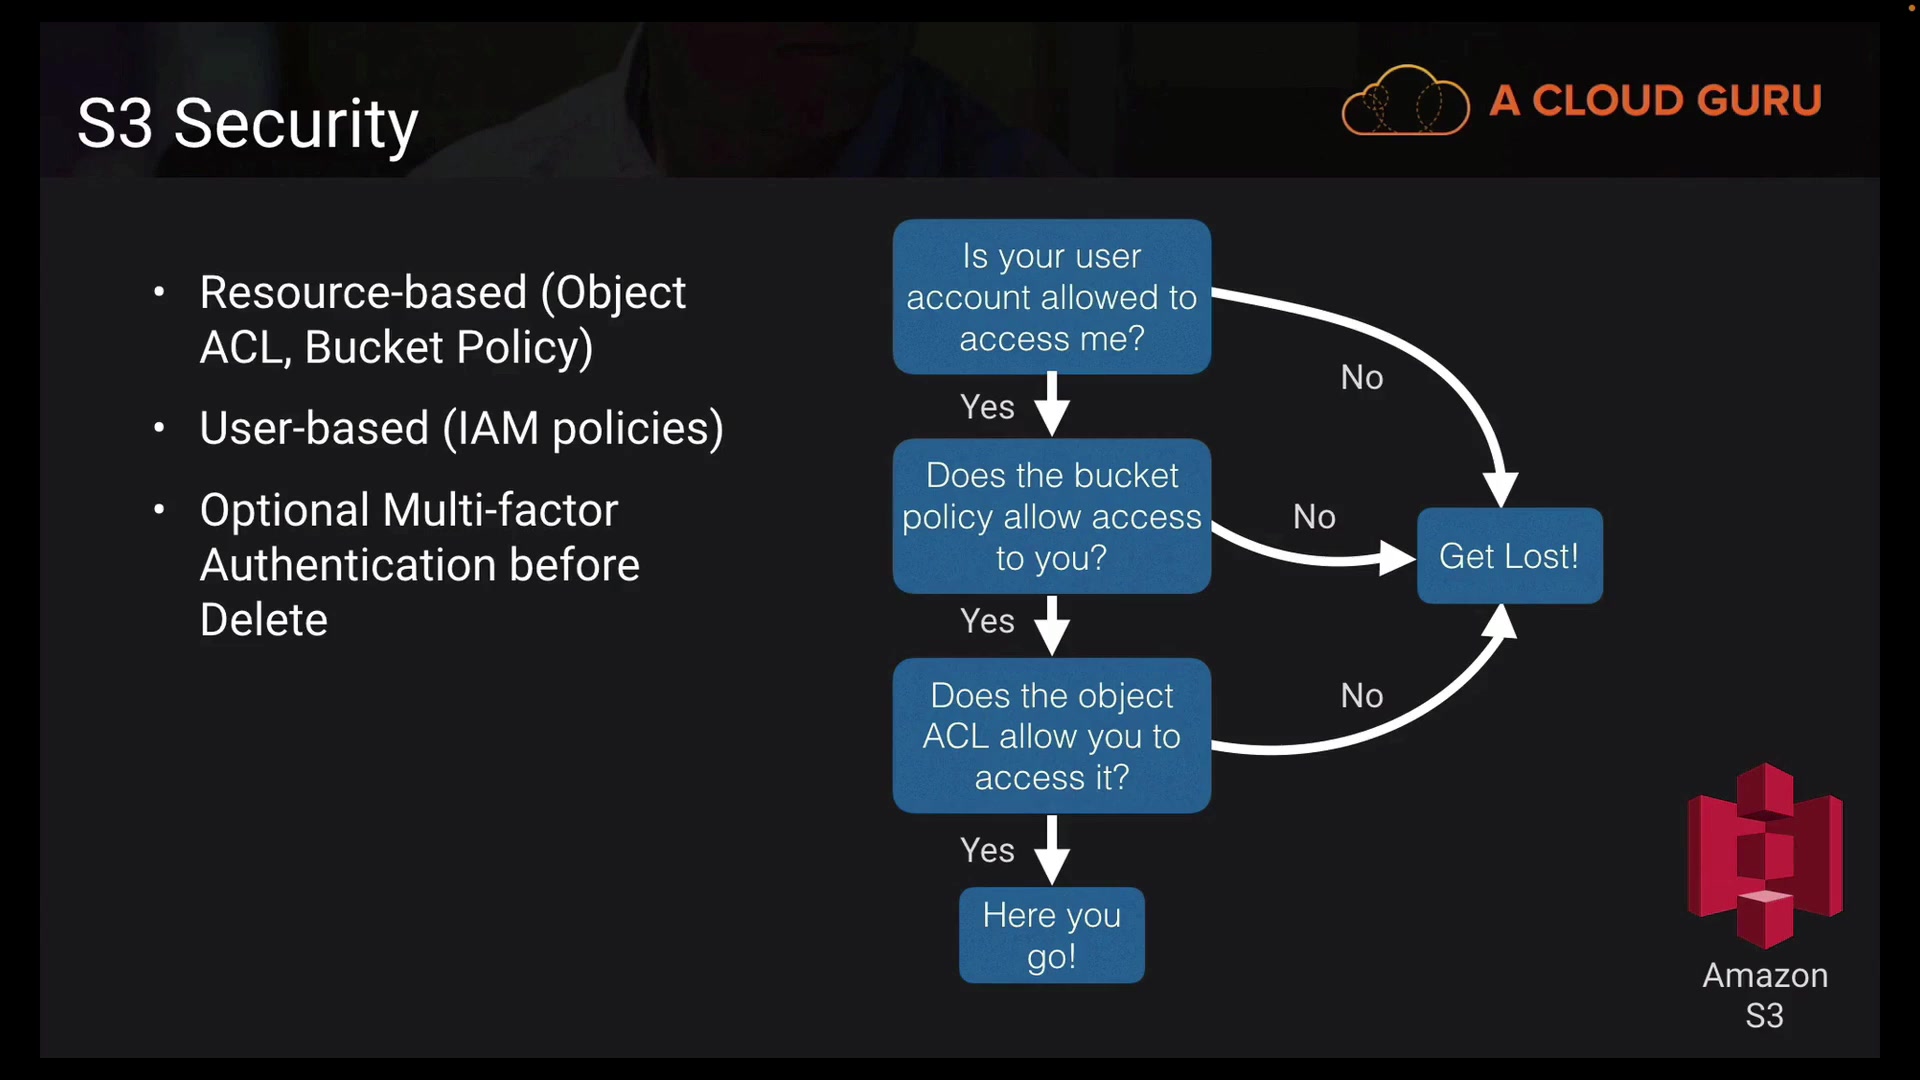 S3 Security
A CLOUD GURU
• Resource-based (Object
ACL, Bucket Policy)
• User-based (IAM policies)
• Optional Multi-factor
Authentication before
Delete
Is your user
account allowed to
access me?
No
Yes
Does the bucket
policy allow access
to you?
No
Get Lost!
Yes
Does the object
ACL allow you to
access it?
No
Yes
Here you
go!
Amazon
S3